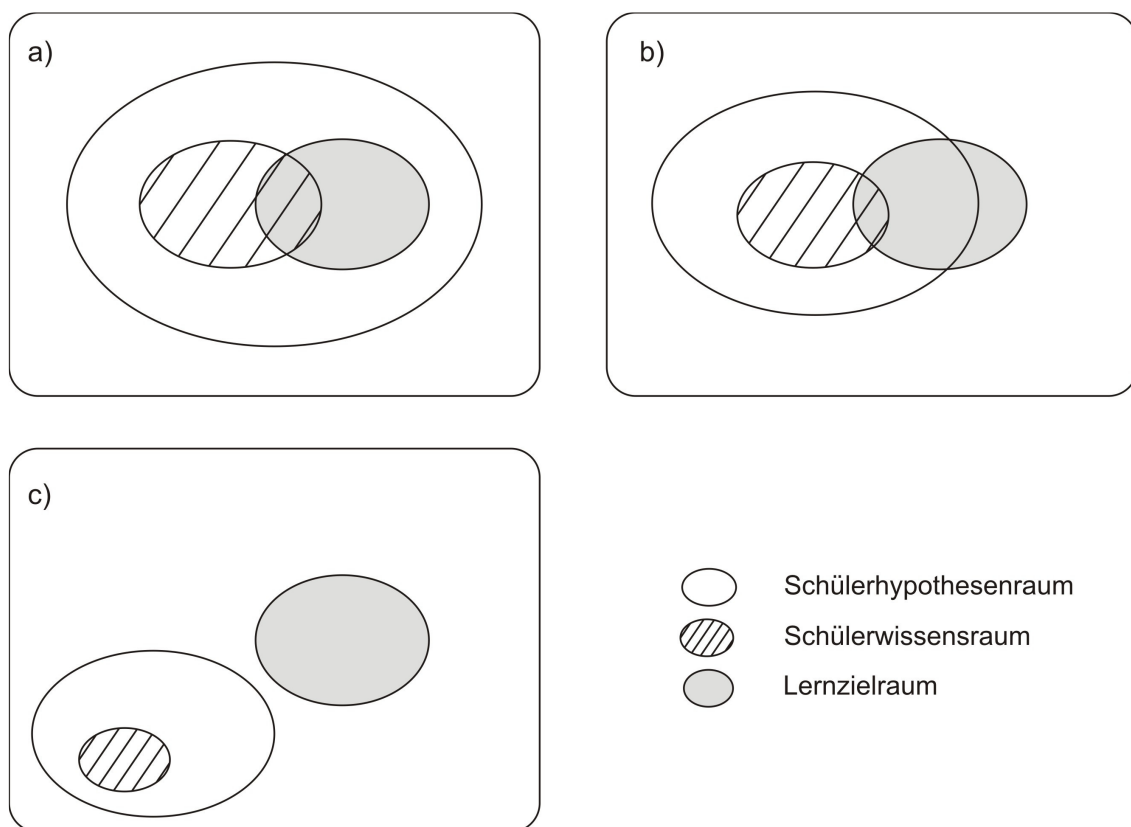 a)
b)
c)
Schülerhypothesenraum
Schülerwissensraum
Lernzielraum